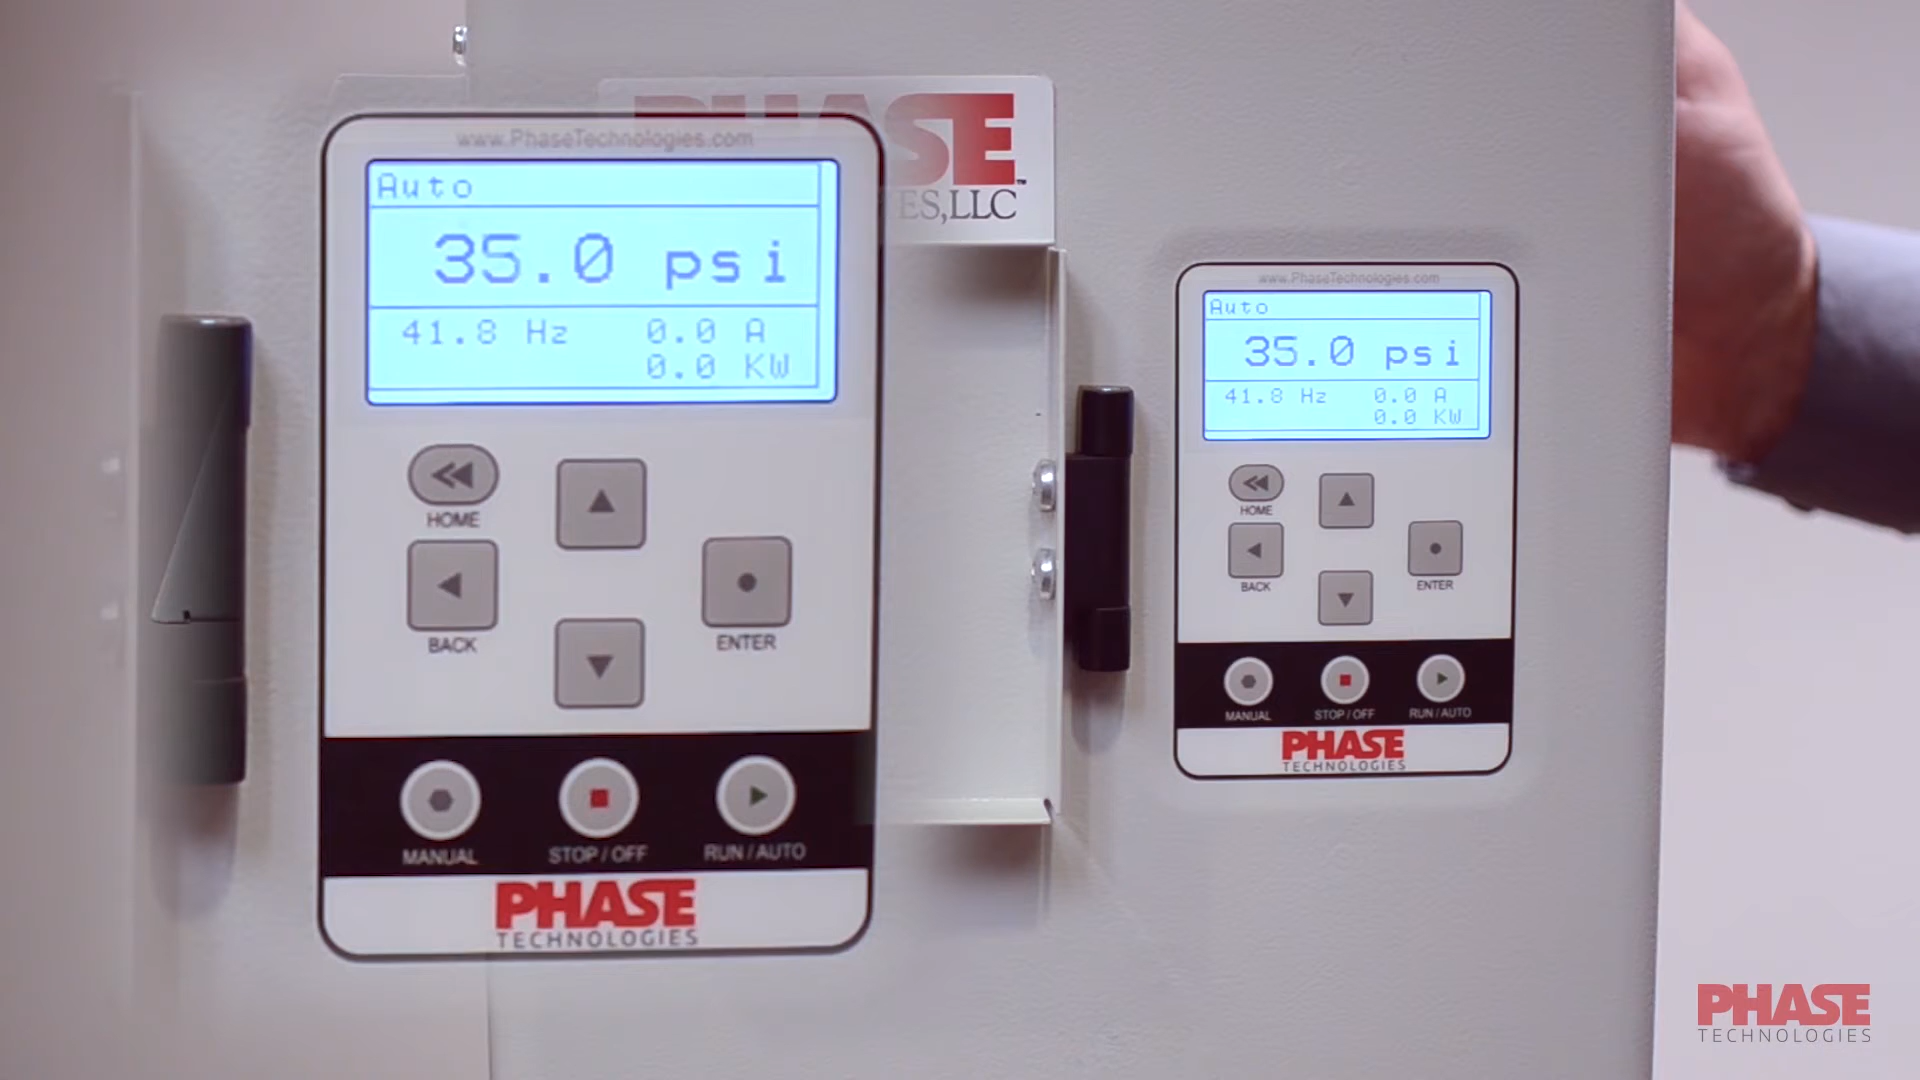 PHASE
ES,LLC™
www.PhaseTechnologies.com
Auto
35.0 psi
41.8 Hz 0.0 A
0.0 KW
HOME
BACK
ENTER
MANUAL STOP / OFF RUN / AUTO
PHASE
TECHNOLOGIES
www.PhaseTechnologies.com
Auto
35.0 psi
41.8 Hz 0.0 A
0.0 KW
HOME
BACK
ENTER
MANUAL STOP / OFF RUN / AUTO
PHASE
TECHNOLOGIES
PHASE
TECHNOLOGIES